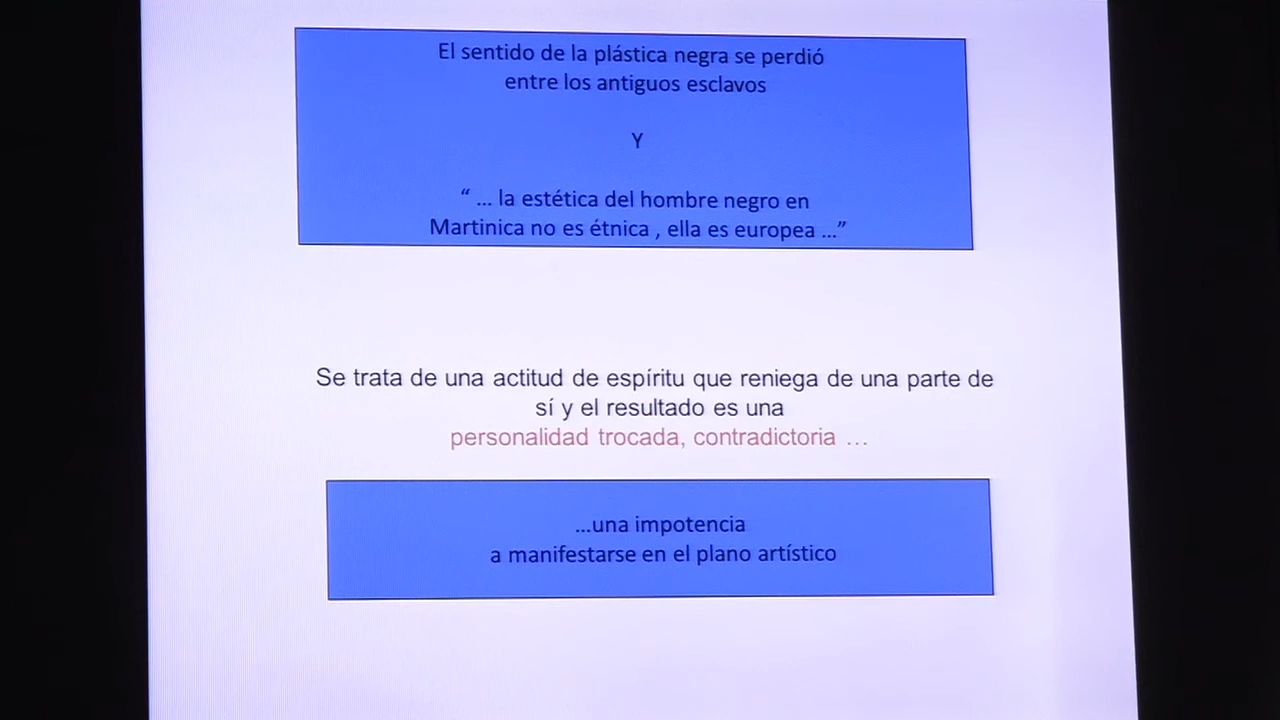 El sentido de la plástica negra se perdió
entre los antiguos esclavos
Y
“ … la estética del hombre negro en
Martinica no es étnica , ella es europea …”
Se trata de una actitud de espíritu que reniega de una parte de
sí y el resultado es una
personalidad trocada, contradictoria …
…una impotencia
a manifestarse en el plano artístico